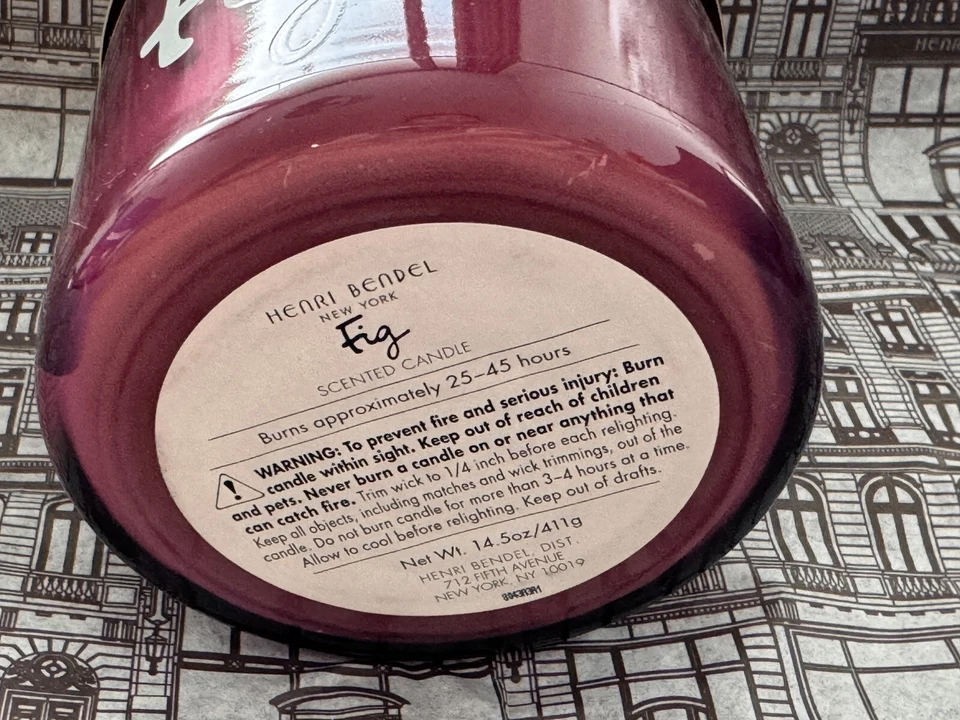 HENRI BENDEL
NEW YORK
Fig
SCENTED CANDLE
Burns approximately 25–45 hours
WARNING: To prevent fire and serious injury: Burn
candle within sight. Keep out of reach of children
and pets. Never burn a candle on or near anything that
can catch fire. Trim wick to 1/4 inch before each relighting.
Keep all objects, including matches and wick trimmings, out of the
candle. Do not burn candle for more than 3–4 hours at a time.
Allow to cool before relighting. Keep out of drafts.
Net Wt. 14.5oz/411g
HENRI BENDEL, DIST.
712 FIFTH AVENUE
NEW YORK, NY 10019